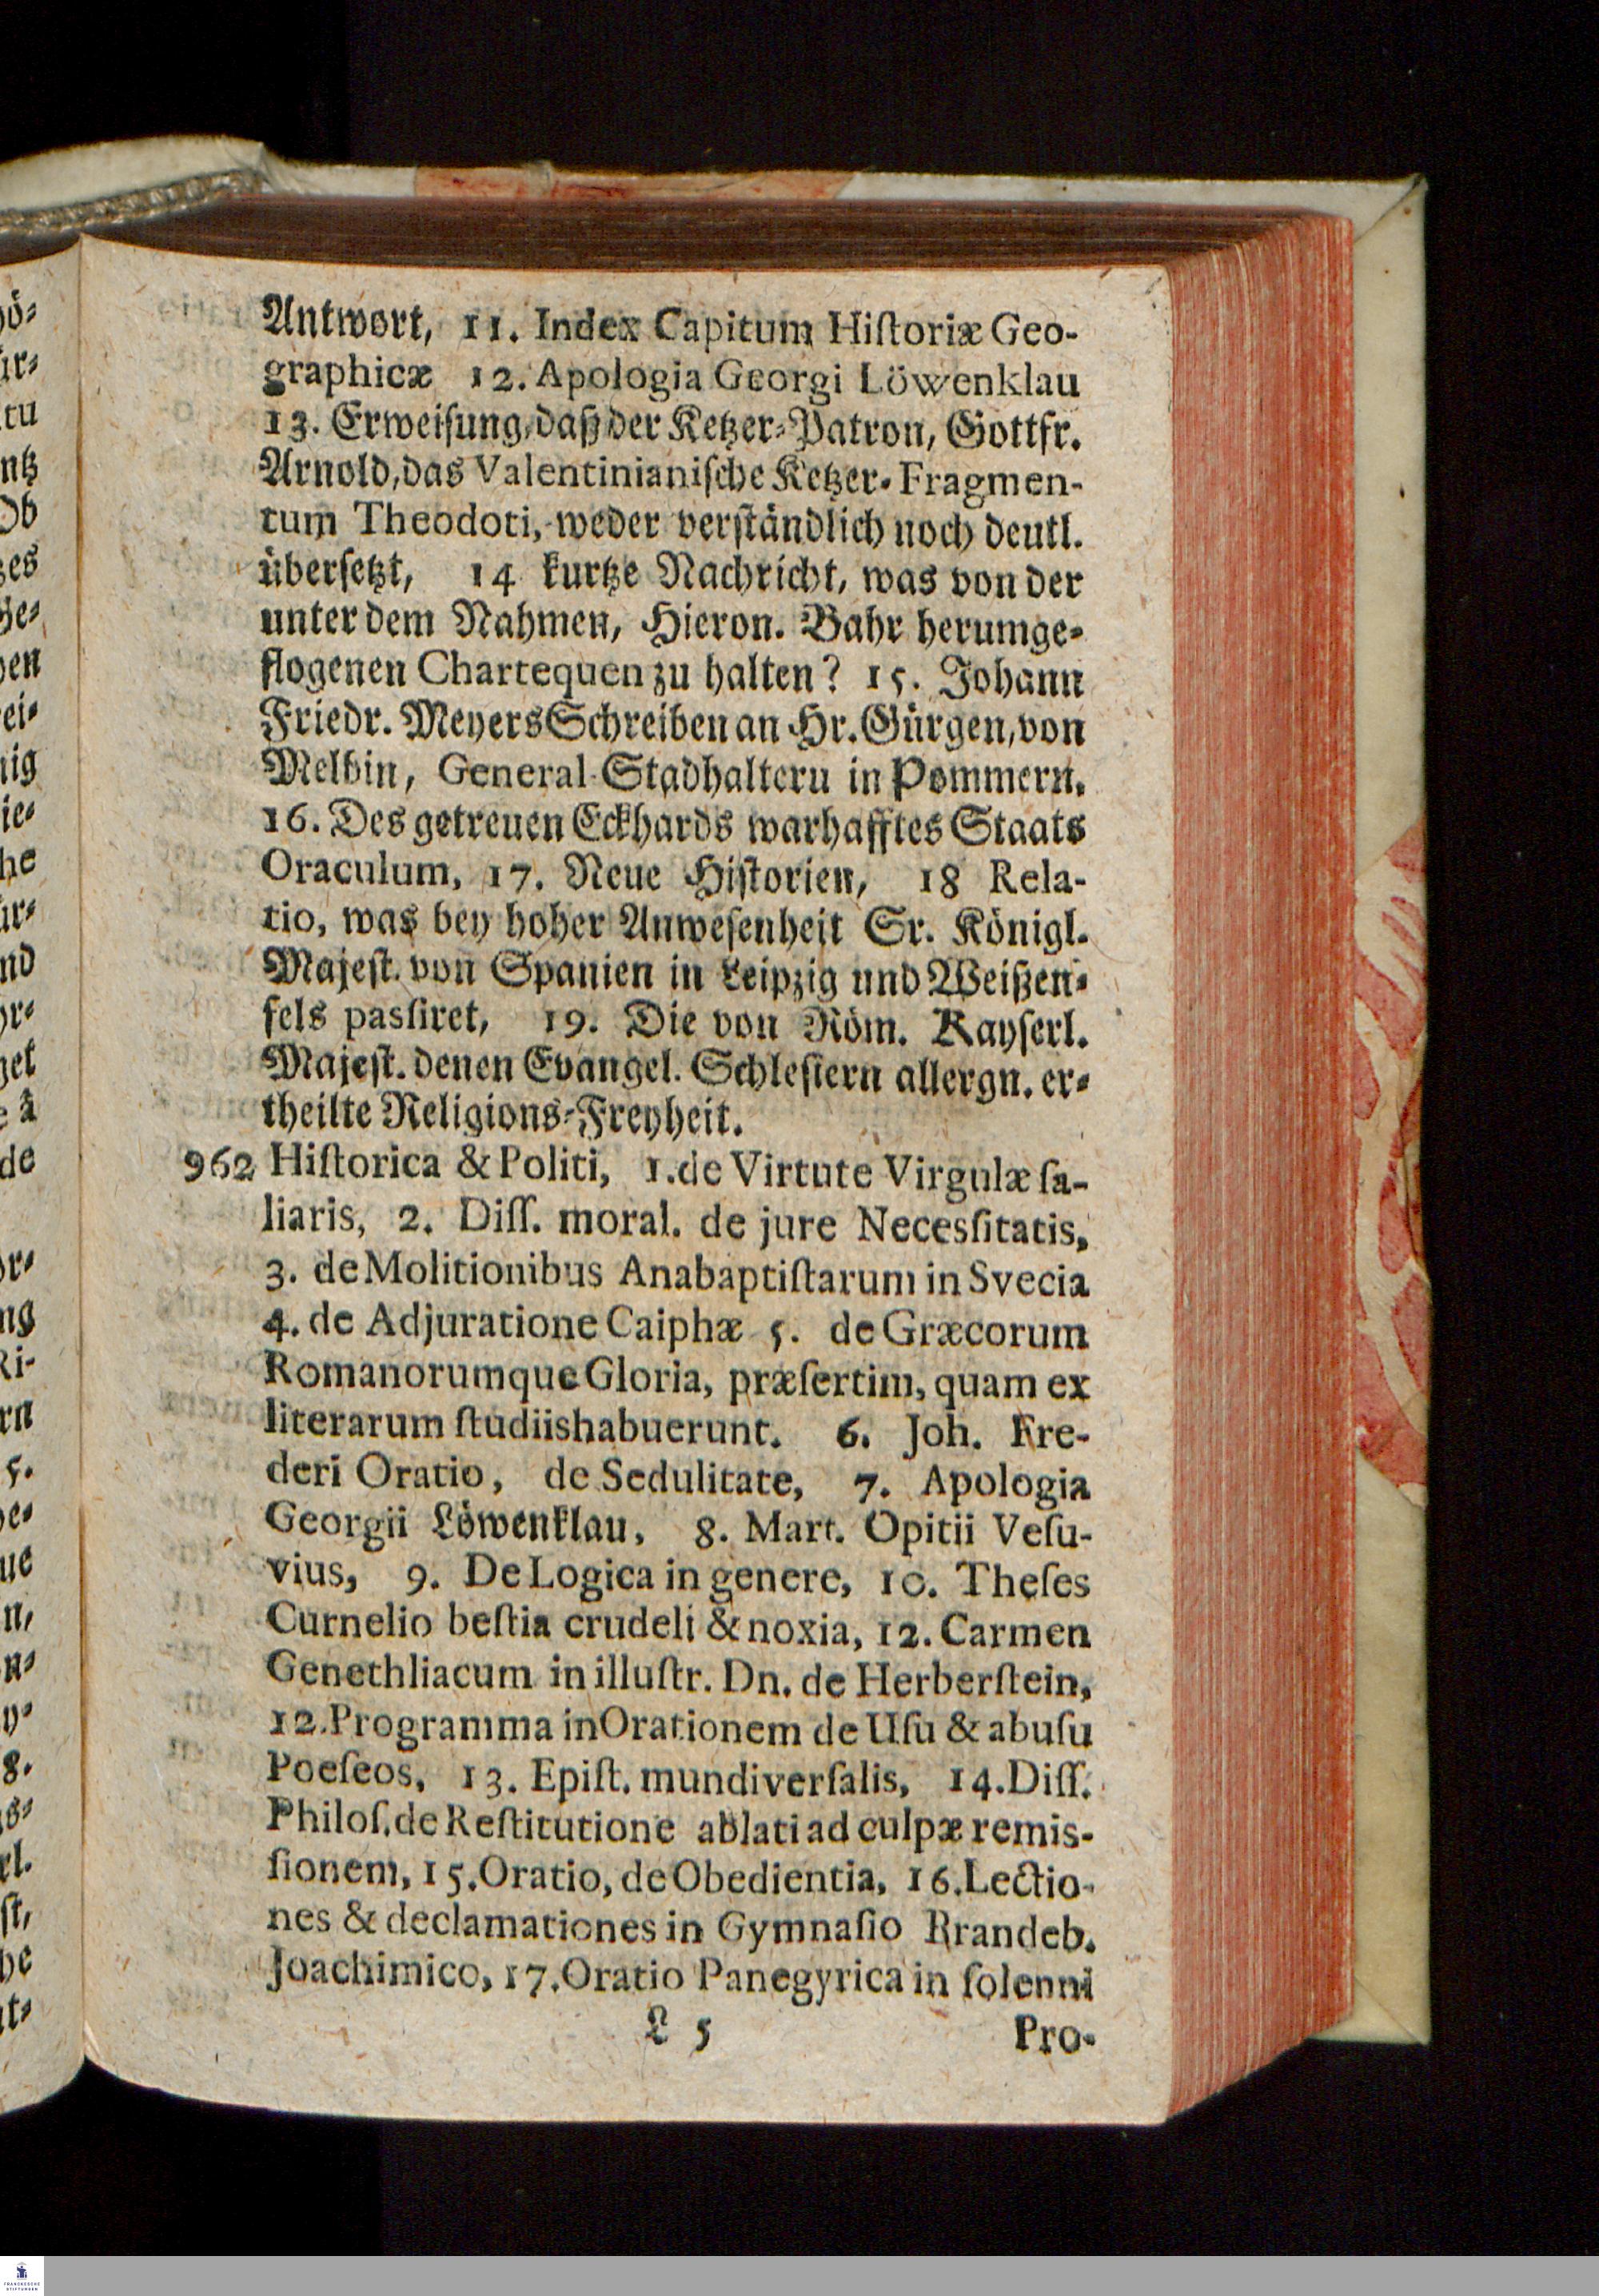 Antwort, 11. Index Capitum Hiſtoriæ Geo-
graphicæ 12. Apologia Georgi Löwenklau
13. Erweiſung, daß der Ketzer-Patron, Gottfr.
Arnold, das Valentinianiſche Ketzer-Fragmen-
tum Theodoti, weder verſtändlich noch deutl.
überſetzt, 14 kurtze Nachricht, was von der
unter dem Nahmen, Hieron. Bahr herumge-
flogenen Chartequen zu halten? 15. Johann
Friedr. Meyers Schreiben an Hr. Gürgen, von
Melbin, General-Stadhalteru in Pommern.
16. Des getreuen Eckhards warhafftes Staats
Oraculum, 17. Neue Hiſtorien, 18 Rela-
tio, was bey hoher Anweſenheit Sr. Königl.
Majeſt. von Spanien in Leipzig und Weißen-
fels paſſiret, 19. Die von Röm. Kayſerl.
Majeſt. denen Evangel. Schleſiern allergn. er-
theilte Religions-Freyheit.
962 Hiſtorica & Politi, 1. de Virtute Virgulæ ſa-
liaris, 2. Diſſ. moral. de jure Necesſitatis,
3. de Molitionibus Anabaptiſtarum in Svecia
4. de Adjuratione Caiphæ 5. de Græcorum
Romanorumque Gloria, præſertim, quam ex
literarum ſtudiishabuerunt. 6. Joh. Fre-
deri Oratio, de Sedulitate, 7. Apologia
Georgii Löwenklau, 8. Mart. Opitii Veſu-
vius, 9. De Logica in genere, 10. Theſes
Curnelio beſtia crudeli & noxia, 12. Carmen
Genethliacum in illuſtr. Dn. de Herberſtein,
12. Programma inOrationem de Uſu & abuſu
Poeſeos, 13. Epiſt. mundiverſalis, 14. Diſſ.
Philoſ. de Reſtitutione ablati ad culpæ remis-
ſionem, 15. Oratio, de Obedientia, 16. Lectio-
nes & declamationes in Gymnaſio Brandeb.
Joachimico, 17. Oratio Panegyrica in ſolenni
L 5
Pro-
FRANCKESCHE
STIFTUNGEN